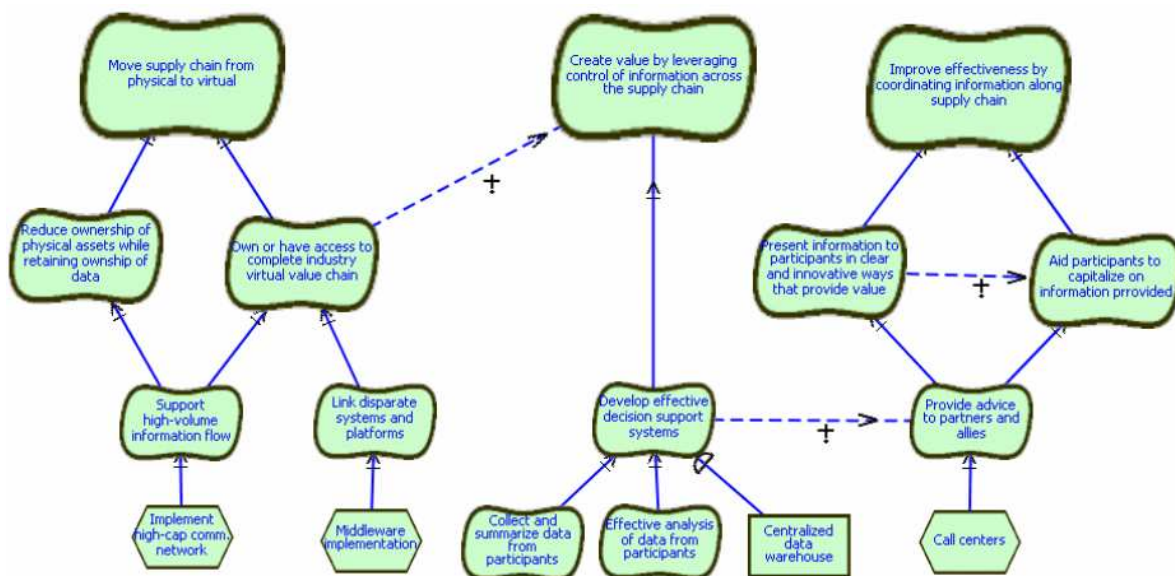 Move supply chain from
physical to virtual
Create value by leveraging
control of information across
the supply chain
Improve effectiveness by
coordinating information along
supply chain
+
Reduce ownership of
physical assets while
retaining ownship of
data
Own or have access to
complete industry
virtual value chain
Present information to
participants in clear
and innovative ways
that provide value
+
Aid participants to
capitalize on
information prrovided
Support
high-volume
information flow
Link disparate
systems and
platforms
Develop effective
decision support
systems
+
Provide advice
to partners and
allies
Implement
high-cap comm.
network
Middleware
implementation
Collect and
summarize data
from
participants
Effective analysis
of data from
participants
Centralized
data
warehouse
Call centers